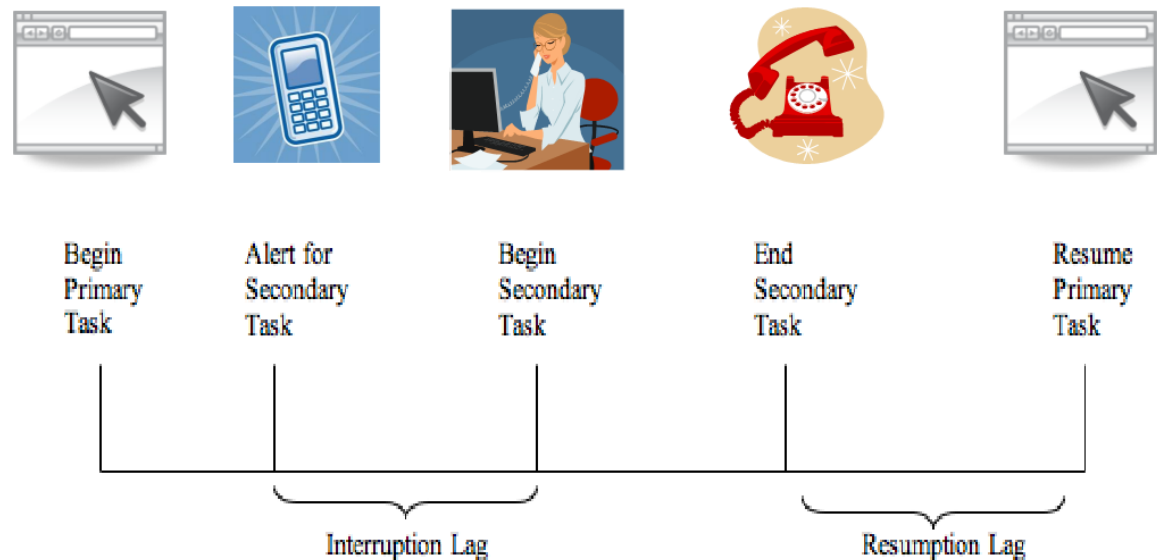 Begin
Primary
Task
Alert for
Secondary
Task
Begin
Secondary
Task
End
Secondary
Task
Resume
Primary
Task
Interruption Lag
Resumption Lag